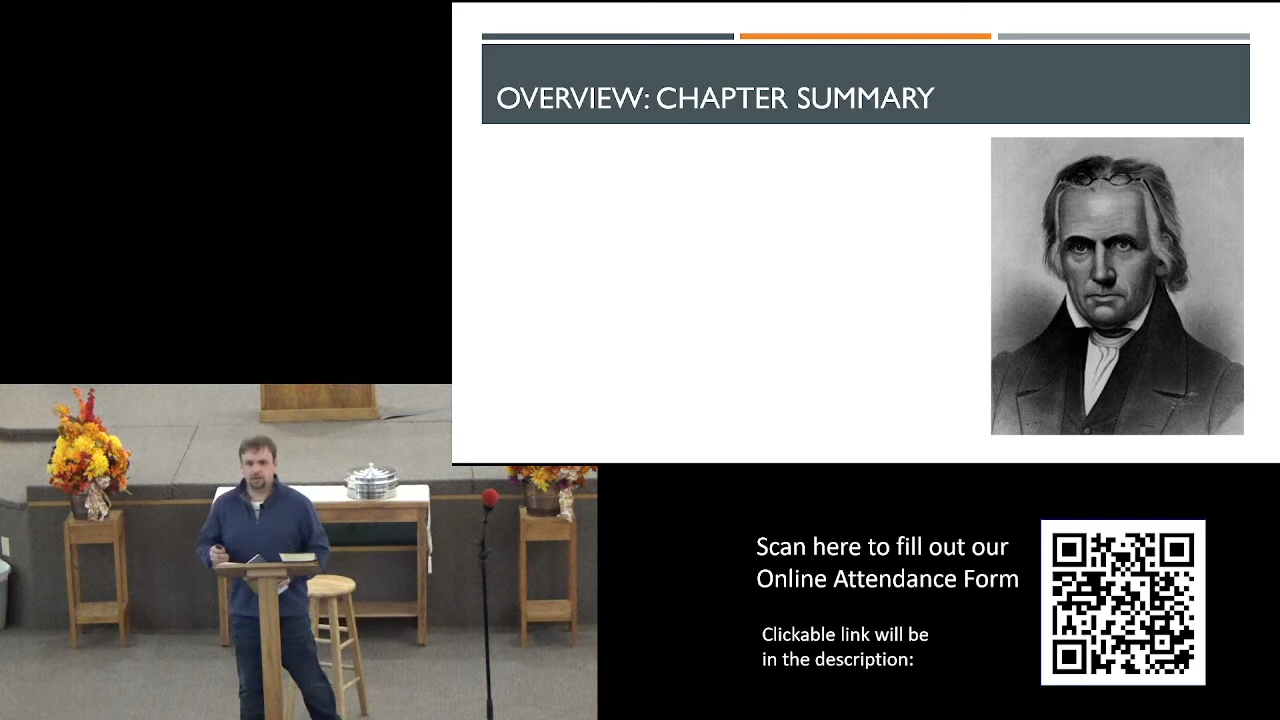 OVERVIEW: CHAPTER SUMMARY
Scan here to fill out our
Online Attendance Form
Clickable link will be
in the description: